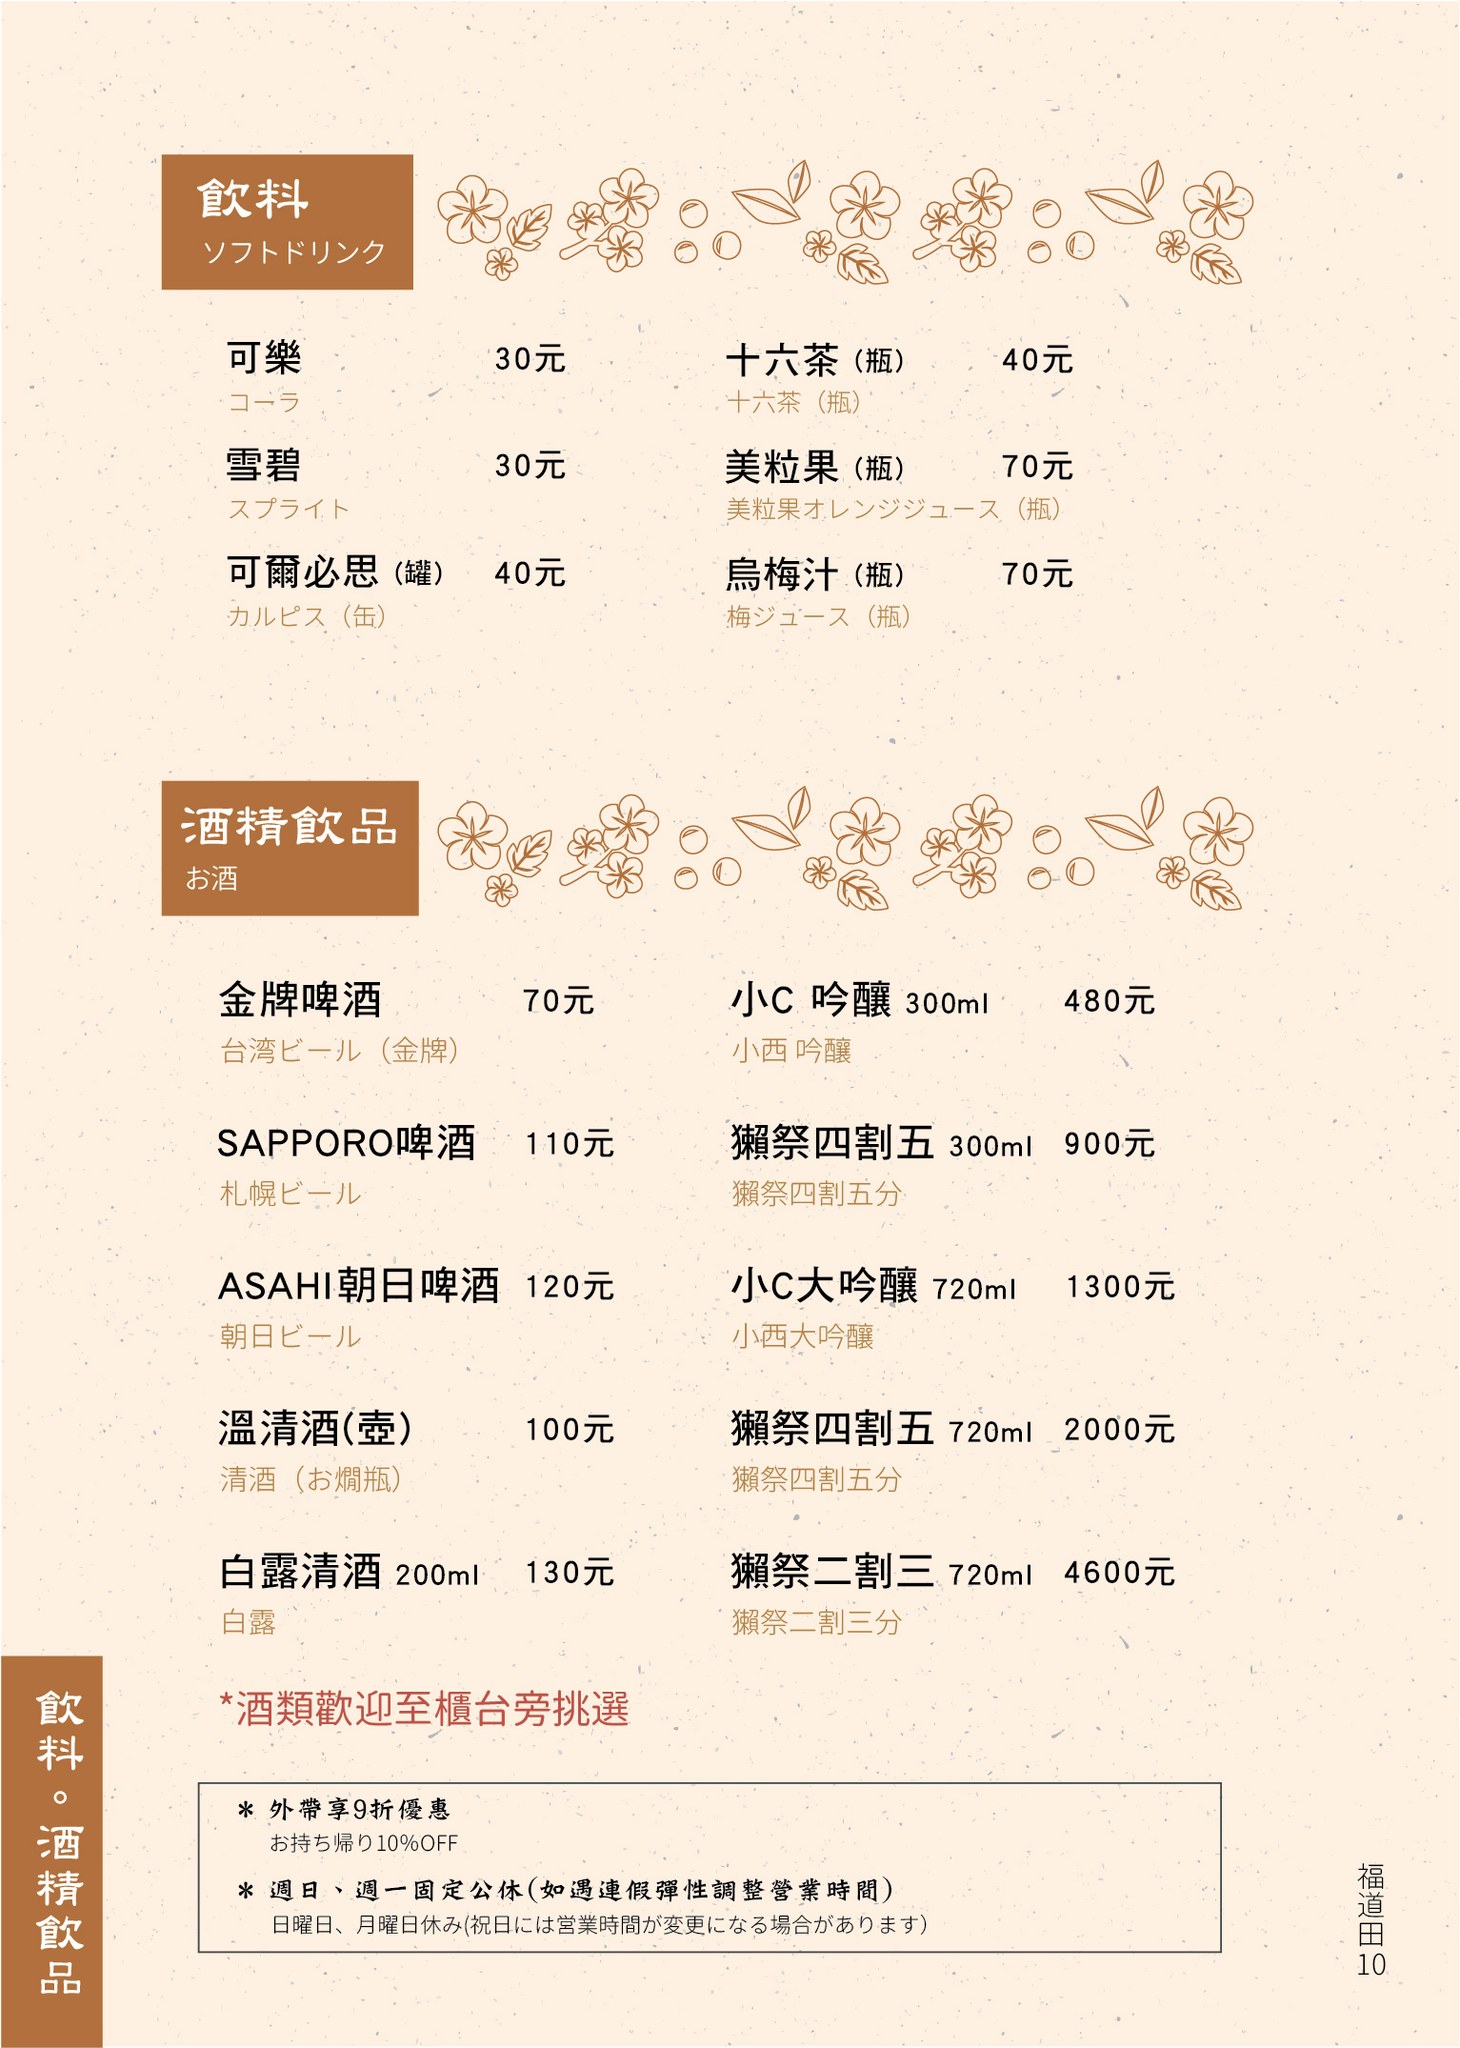 飲料
ソフトドリンク
可樂 30元
コーラ
雪碧 30元
スプライト
可爾必思（罐） 40元
カルピス（缶）
十六茶（瓶） 40元
十六茶（瓶）
美粒果（瓶） 70元
美粒果オレンジジュース（瓶）
烏梅汁（瓶） 70元
梅ジュース（瓶）
酒精飲品
お酒
金牌啤酒 70元
台湾ビール（金牌）
SAPPORO啤酒 110元
札幌ビール
ASAHI朝日啤酒 120元
朝日ビール
溫清酒(壺) 100元
清酒（お燗瓶）
白露清酒 200ml 130元
白露
小C 吟釀 300ml 480元
小西 吟釀
獺祭四割五 300ml 900元
獺祭四割五分
小C大吟釀 720ml 1300元
小西大吟釀
獺祭四割五 720ml 2000元
獺祭四割五分
獺祭二割三 720ml 4600元
獺祭二割三分
*酒類歡迎至櫃台旁挑選
飲料。酒精飲品
＊ 外帶享9折優惠
お持ち帰り10%OFF
＊ 週日、週一固定公休(如遇連假彈性調整營業時間)
日曜日、月曜日休み(祝日には営業時間が変更になる場合があります)
福道田10